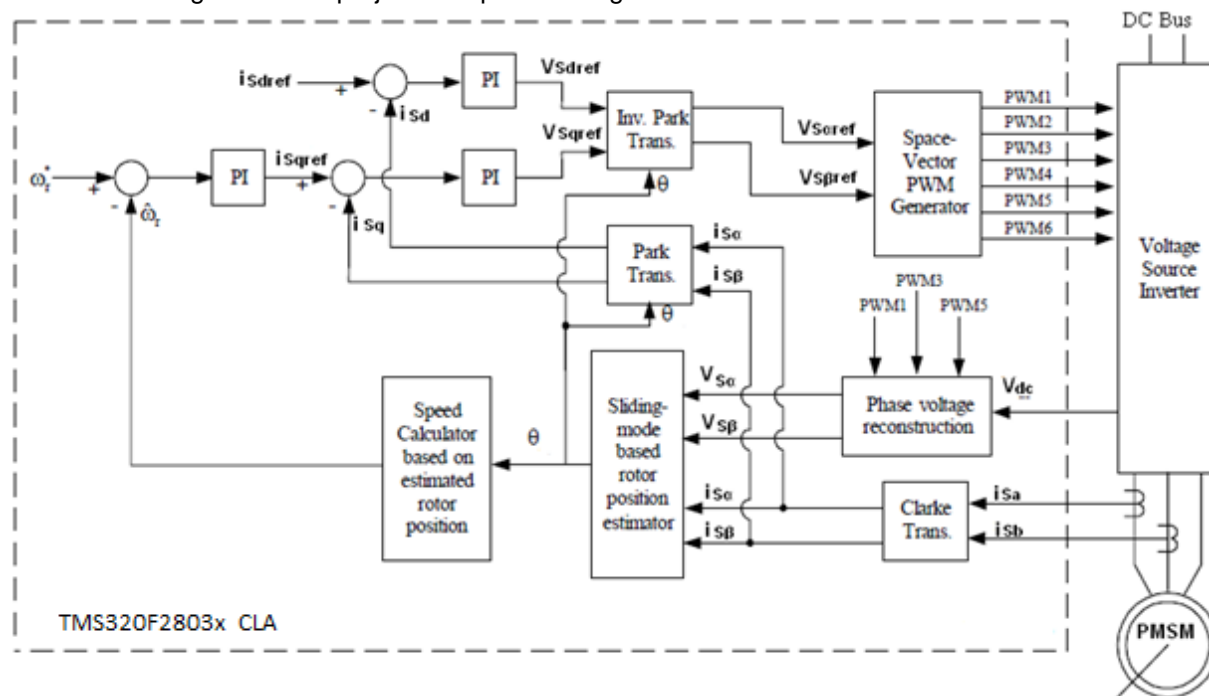 DC Bus
iSdref
+
-
iSd
PI
VSdref
Inv. Park
Trans.
θ
VSαref
VSβref
Space-
Vector
PWM
Generator
PWM1
PWM2
PWM3
PWM4
PWM5
PWM6
Voltage
Source
Inverter
ωr*
+
-
ω̂r
PI
iSqref
+
-
iSq
PI
VSqref
Park
Trans.
θ
iSα
iSβ
PWM1
PWM3
PWM5
Phase voltage
reconstruction
Vdc
VSα
VSβ
Speed
Calculator
based on
estimated
rotor
position
θ
Sliding-
mode
based
rotor
position
estimator
iSα
iSβ
Clarke
Trans.
iSa
iSb
TMS320F2803x CLA
PMSM